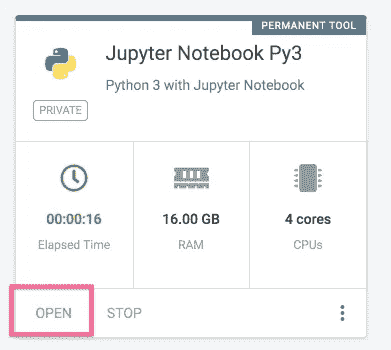 PERMANENT TOOL
Jupyter Notebook Py3
Python 3 with Jupyter Notebook
PRIVATE
00:00:16 16.00 GB 4 cores
Elapsed Time RAM CPUs
OPEN STOP